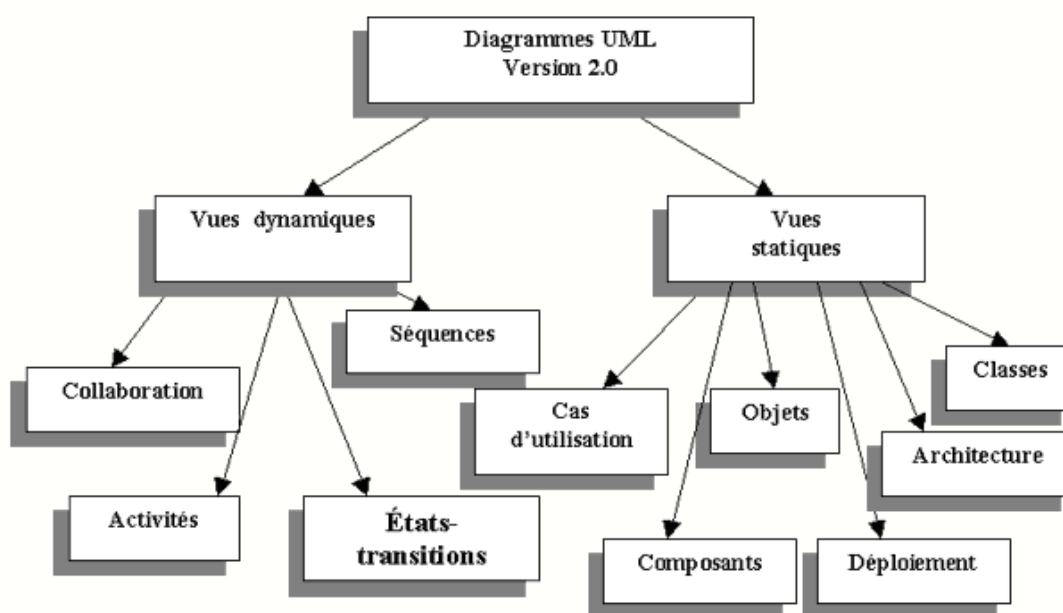 Diagrammes UML
Version 2.0
Vues dynamiques
Vues
statiques
Séquences
Collaboration
Classes
Cas
d'utilisation
Objets
Architecture
Activités
États-
transitions
Composants
Déploiement